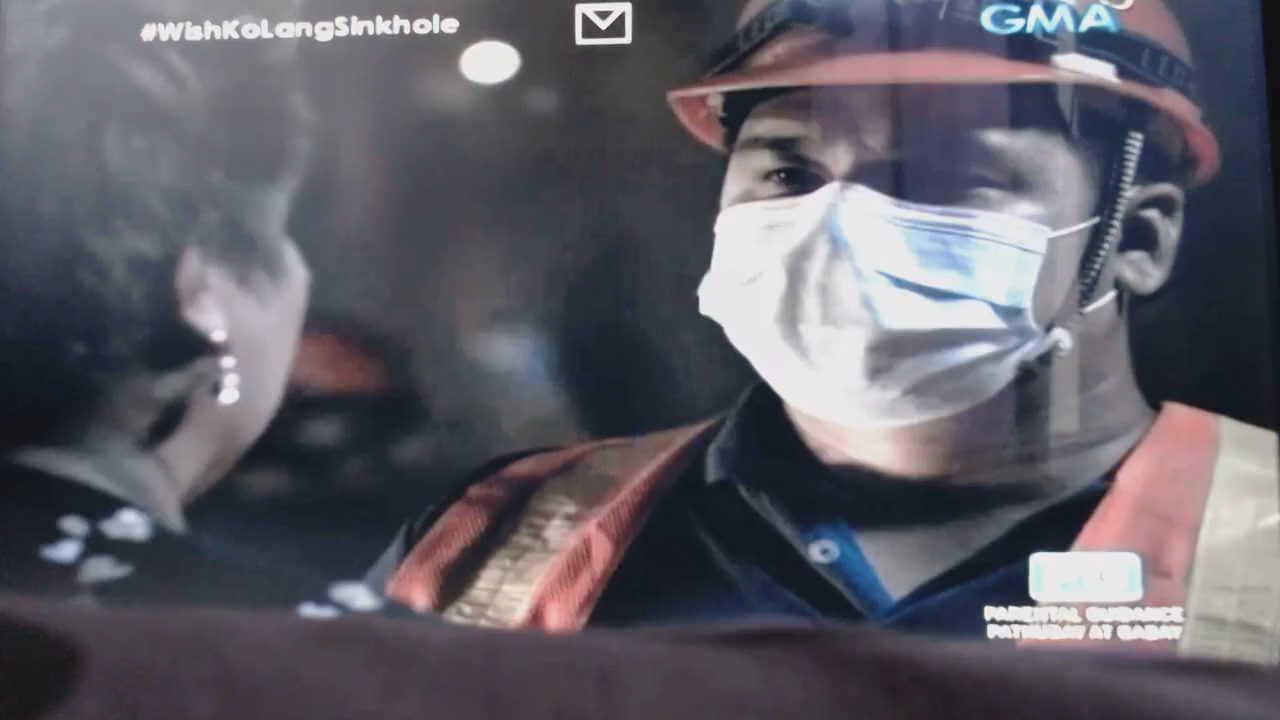 #WishKoLangSinkhole
GMA
PARENTAL GUIDANCE
PATNUBAY AT GABAY